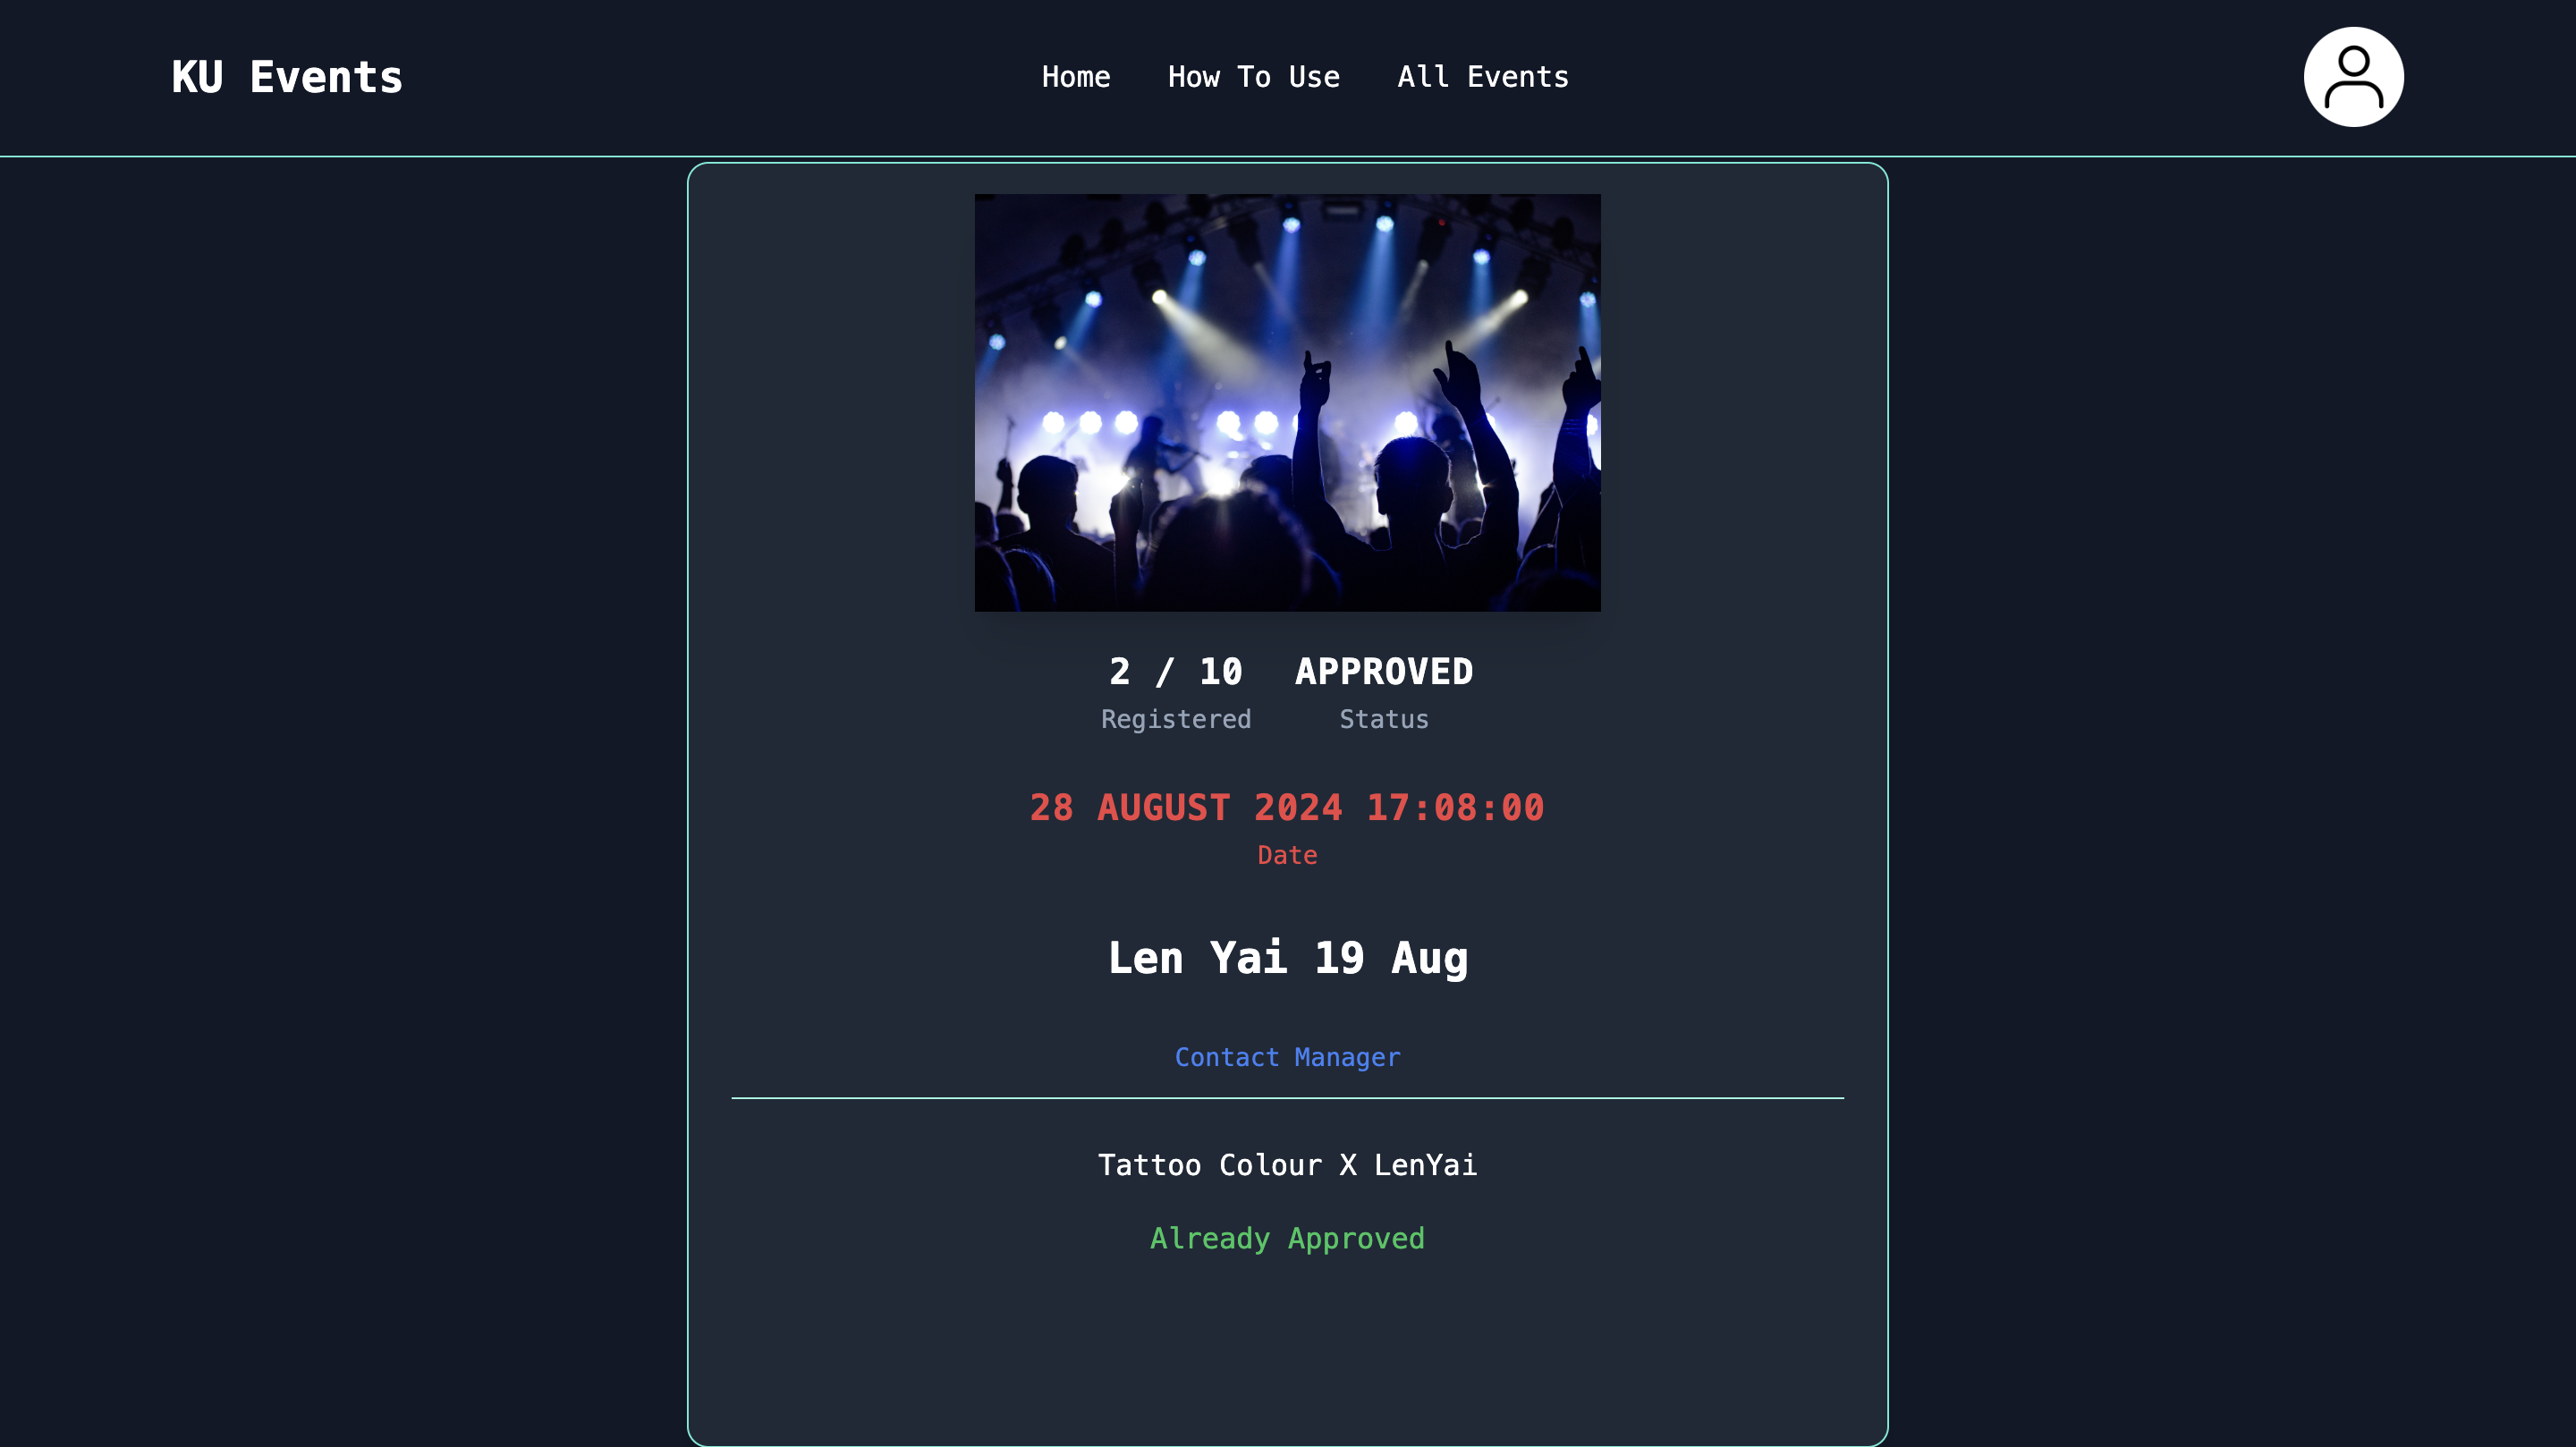 KU Events
Home How To Use All Events
2 / 10 APPROVED
Registered Status
28 AUGUST 2024 17:08:00
Date
Len Yai 19 Aug
Contact Manager
Tattoo Colour X LenYai
Already Approved